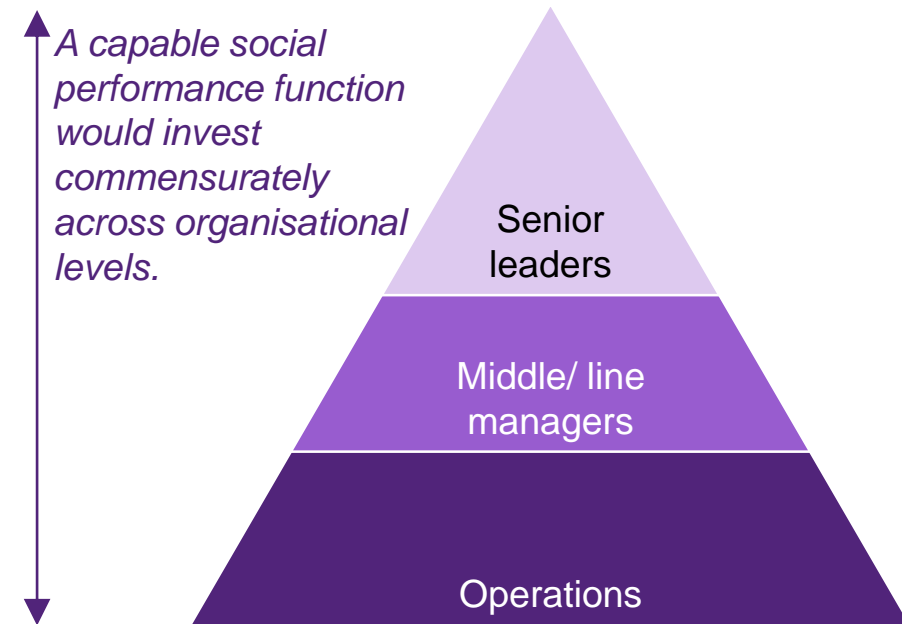 A capable social
performance function
would invest
commensurately
across organisational
levels.
Senior
leaders
Middle/ line
managers
Operations